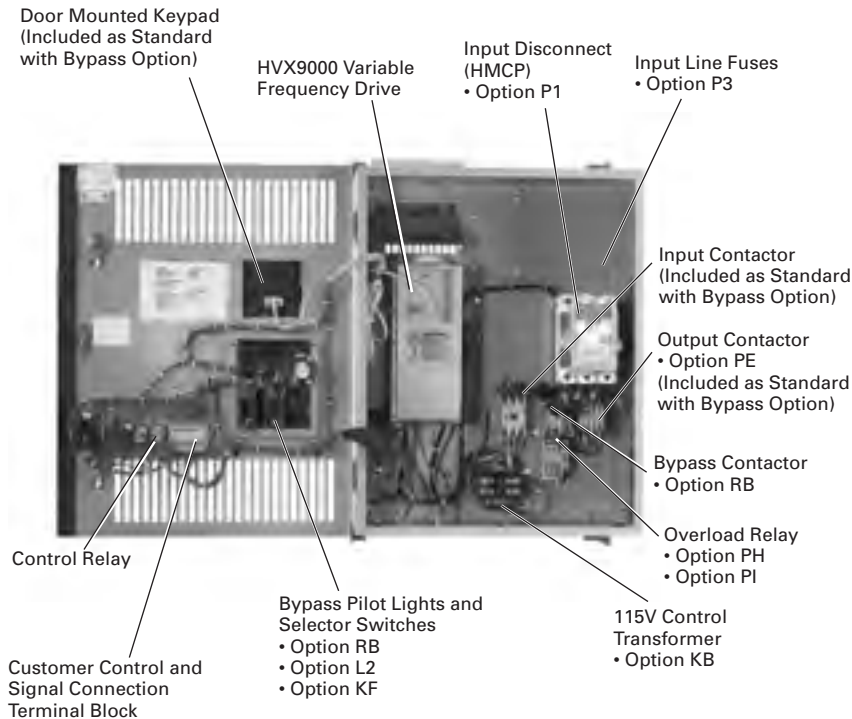 Door Mounted Keypad
(Included as Standard
with Bypass Option)
HVX9000 Variable
Frequency Drive
Input Disconnect
(HMCP)
• Option P1
Input Line Fuses
• Option P3
Input Contactor
(Included as Standard
with Bypass Option)
Output Contactor
• Option PE
(Included as Standard
with Bypass Option)
Bypass Contactor
• Option RB
Overload Relay
• Option PH
• Option PI
115V Control
Transformer
• Option KB
Bypass Pilot Lights and
Selector Switches
• Option RB
• Option L2
• Option KF
Control Relay
Customer Control and
Signal Connection
Terminal Block